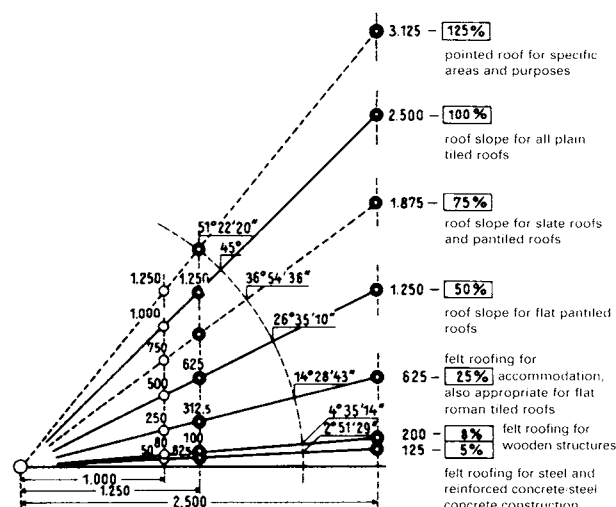 3.125 – 125%
pointed roof for specific
areas and purposes
2.500 – 100%
roof slope for all plain
tiled roofs
1.875 – 75%
roof slope for slate roofs
and pantiled roofs
1.250 – 50%
roof slope for flat pantiled
roofs
felt roofing for
625 – 25% accommodation,
also appropriate for flat
roman tiled roofs
200 – 8% felt roofing for
wooden structures
125 – 5%
felt roofing for steel and
reinforced concrete-steel
concrete construction
51°22'20"
45°
36°54'36"
26°35'10"
14°28'43"
4°35'14"
2°51'29"
1.250 1.250
1.000
750
500 625
250 312.5
80 100
50 62.5
1.000
1.250
2.500